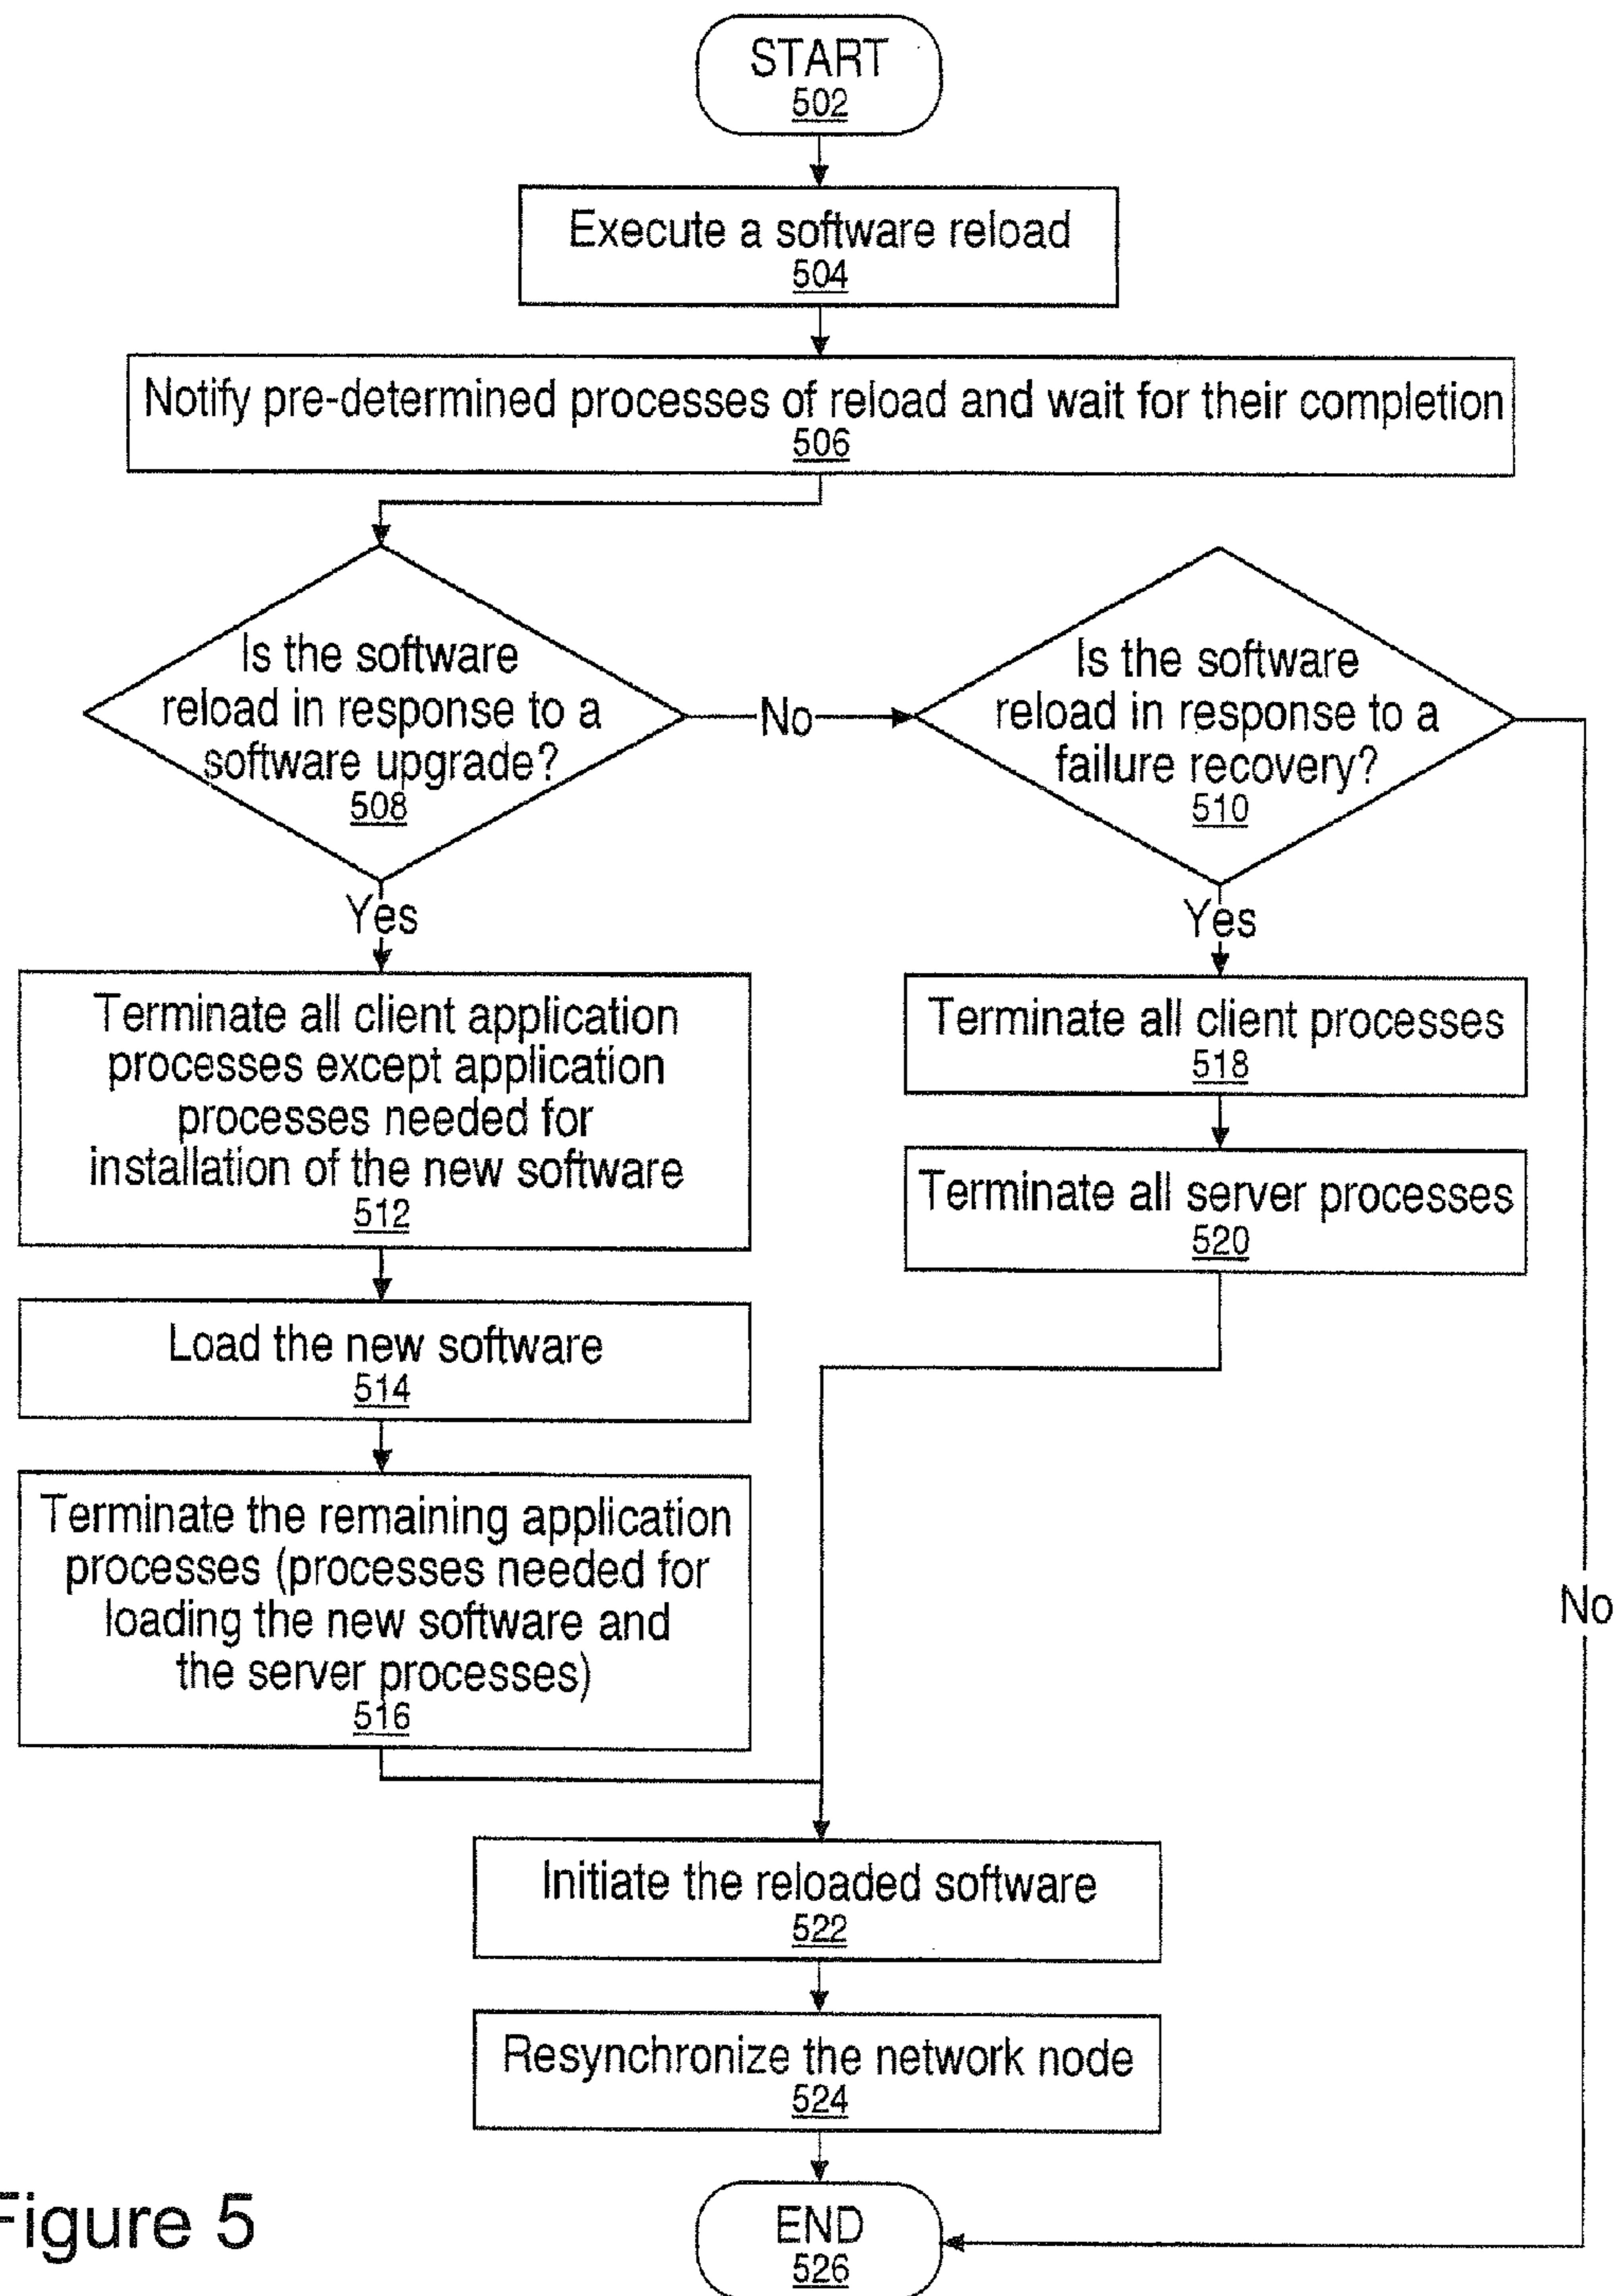 START
502
Execute a software reload
504
Notify pre-determined processes of reload and wait for their completion
506
Is the software
reload in response to a
software upgrade?
508
No
Is the software
reload in response to a
failure recovery?
510
Yes
Yes
Terminate all client application
processes except application
processes needed for
installation of the new software
512
Terminate all client processes
518
Terminate all server processes
520
Load the new software
514
Terminate the remaining application
processes (processes needed for
loading the new software and
the server processes)
516
No
Initiate the reloaded software
522
Resynchronize the network node
524
END
526
Figure 5